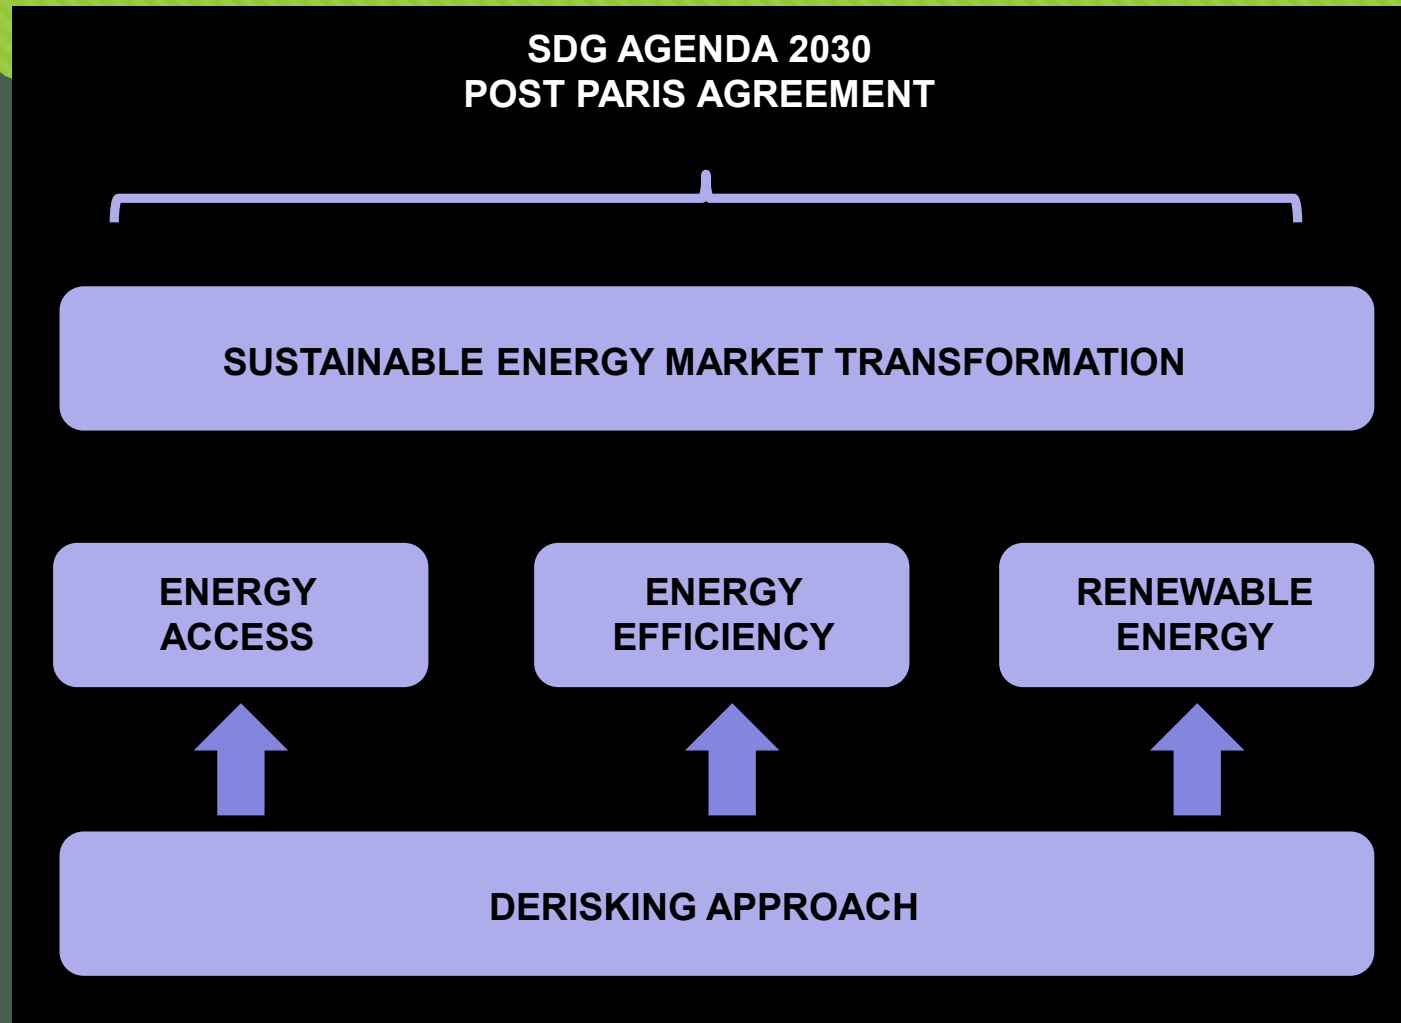 SDG AGENDA 2030
POST PARIS AGREEMENT
SUSTAINABLE ENERGY MARKET TRANSFORMATION
ENERGY
ACCESS
ENERGY
EFFICIENCY
RENEWABLE
ENERGY
DERISKING APPROACH